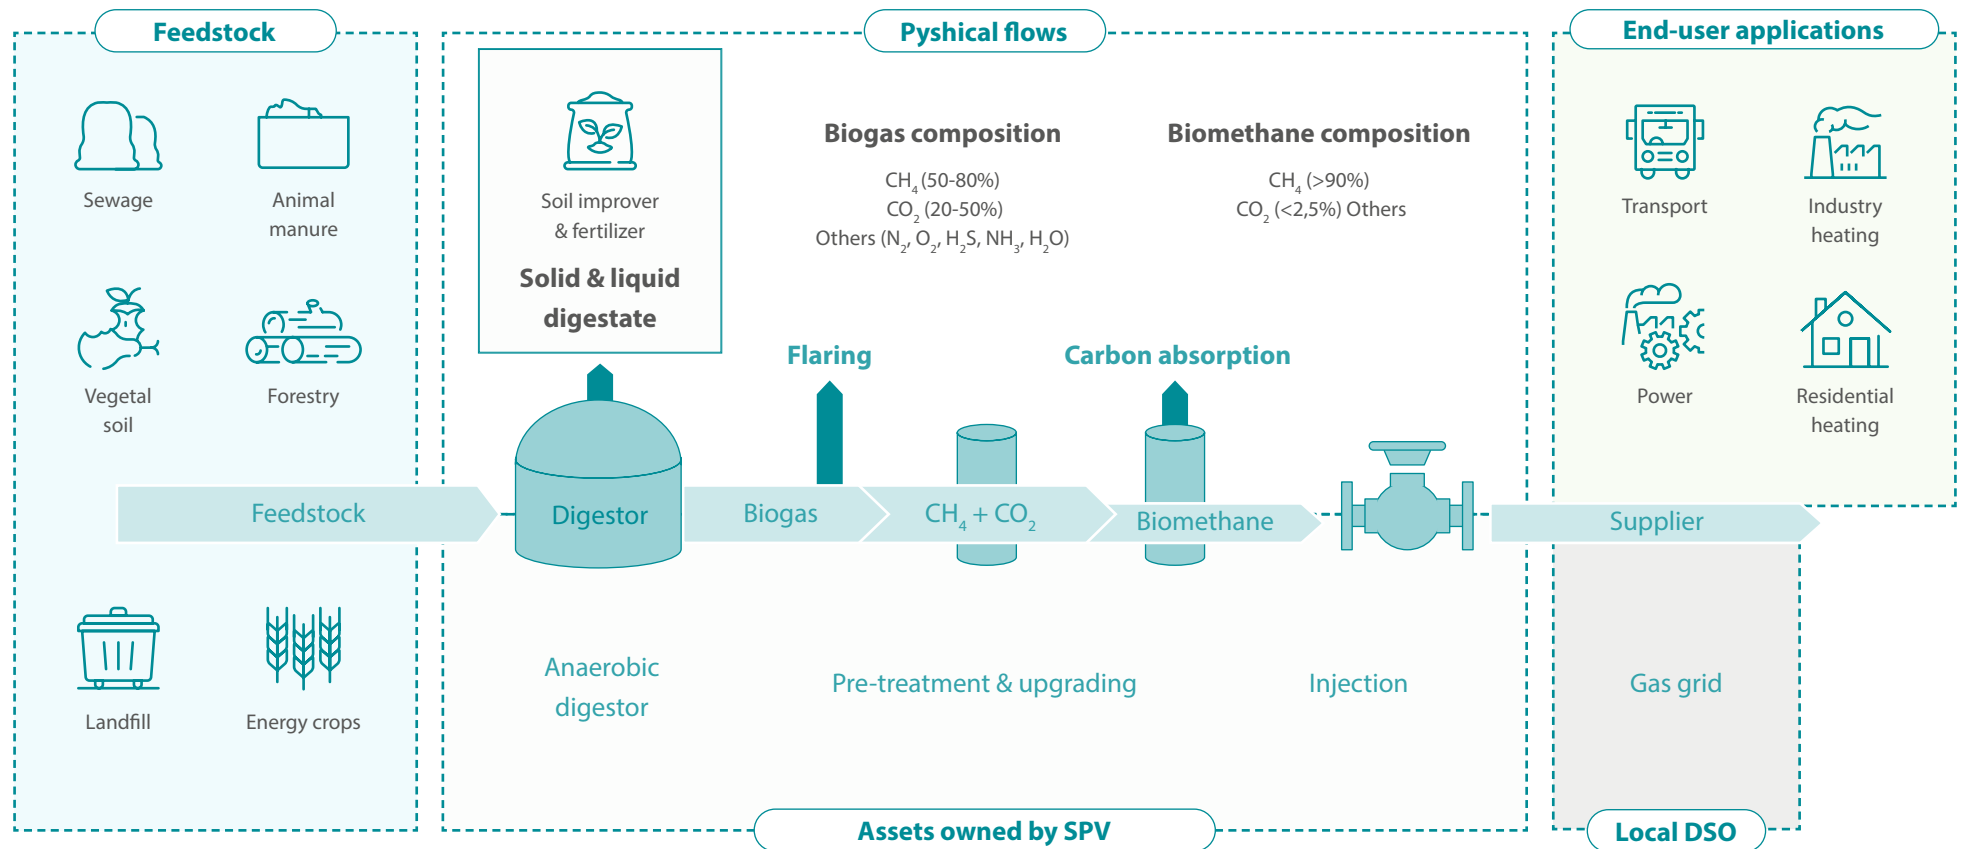 Feedstock
Sewage
Animal
manure
Vegetal
soil
Forestry
Feedstock
Landfill
Energy crops
Pyshical flows
Soil improver
& fertilizer
Solid & liquid
digestate
Biogas composition
CH₄ (50-80%)
CO₂ (20-50%)
Others (N₂, O₂, H₂S, NH₃, H₂O)
Biomethane composition
CH₄ (>90%)
CO₂ (<2,5%) Others
Flaring
Carbon absorption
Digestor
Biogas
CH₄ + CO₂
Biomethane
Anaerobic
digestor
Pre-treatment & upgrading
Injection
Assets owned by SPV
End-user applications
Transport
Industry
heating
Power
Residential
heating
Supplier
Gas grid
Local DSO